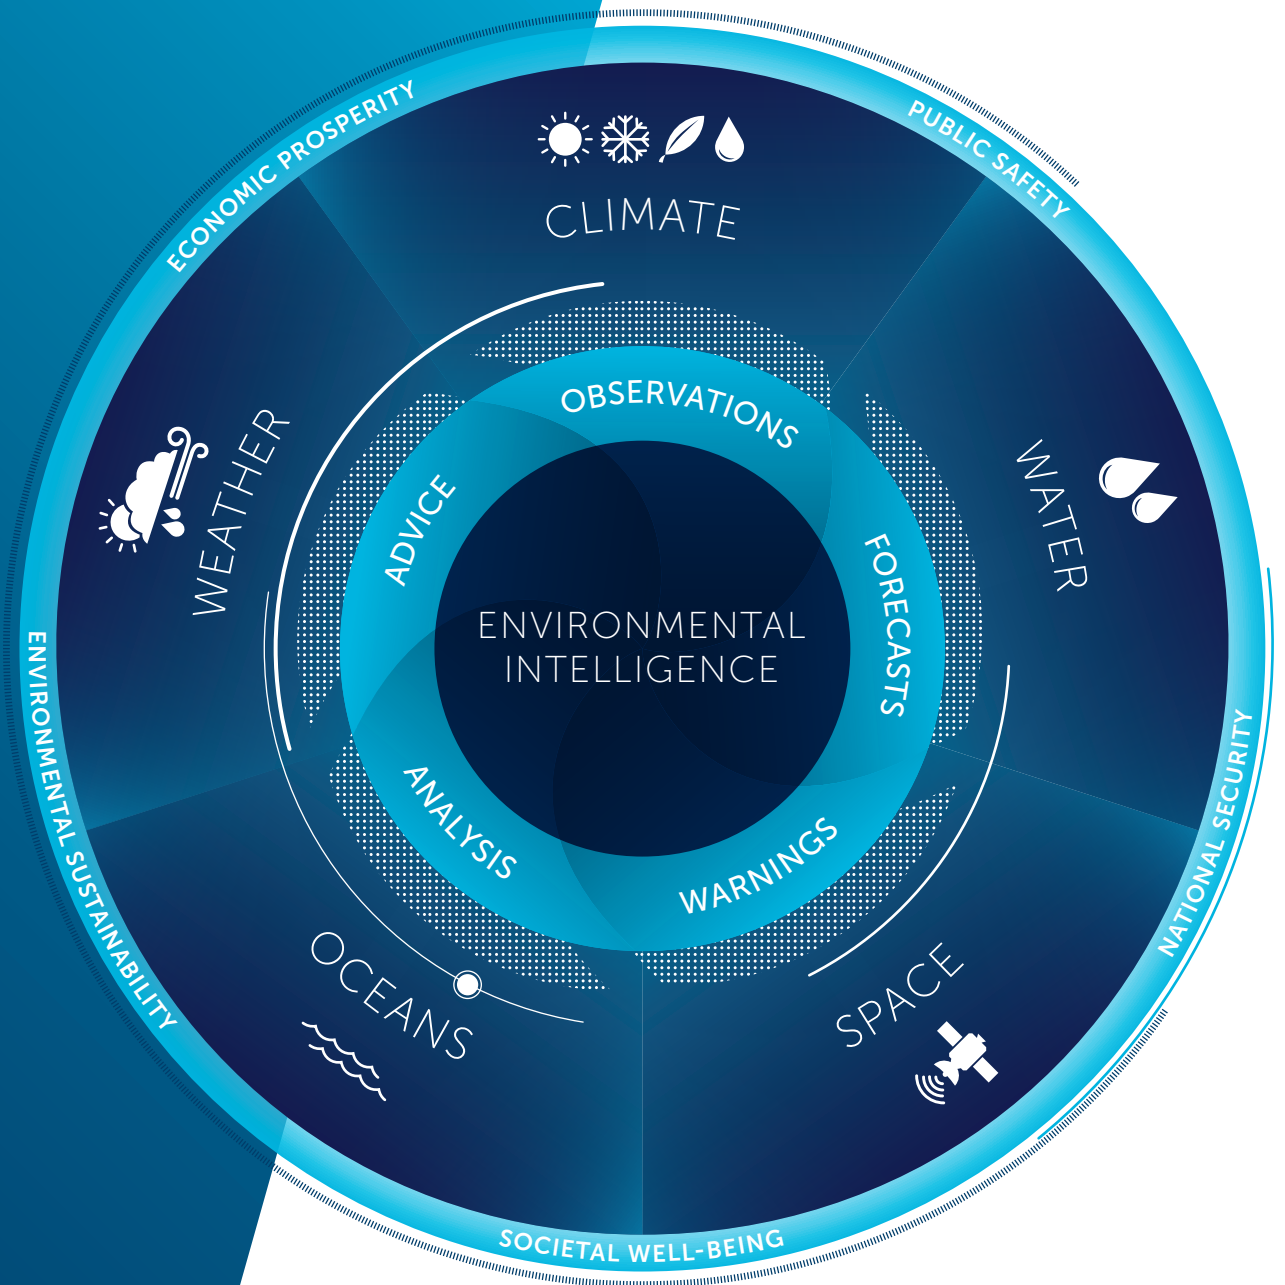 ECONOMIC PROSPERITY
PUBLIC SAFETY
NATIONAL SECURITY
SOCIETAL WELL-BEING
ENVIRONMENTAL SUSTAINABILITY
CLIMATE
WATER
SPACE
OCEANS
WEATHER
OBSERVATIONS
FORECASTS
WARNINGS
ANALYSIS
ADVICE
ENVIRONMENTAL
INTELLIGENCE